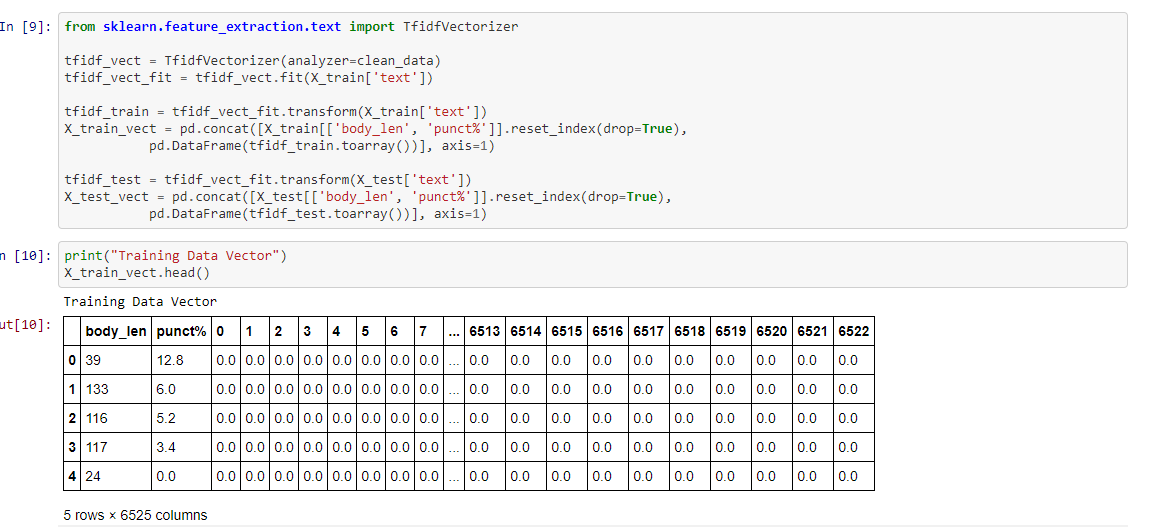 In [9]: from sklearn.feature_extraction.text import TfidfVectorizer
tfidf_vect = TfidfVectorizer(analyzer=clean_data)
tfidf_vect_fit = tfidf_vect.fit(X_train['text'])
tfidf_train = tfidf_vect_fit.transform(X_train['text'])
X_train_vect = pd.concat([X_train[['body_len', 'punct%']].reset_index(drop=True),
pd.DataFrame(tfidf_train.toarray())], axis=1)
tfidf_test = tfidf_vect_fit.transform(X_test['text'])
X_test_vect = pd.concat([X_test[['body_len', 'punct%']].reset_index(drop=True),
pd.DataFrame(tfidf_test.toarray())], axis=1)
n [10]: print("Training Data Vector")
X_train_vect.head()
Training Data Vector
ut[10]:
body_len punct% 0 1 2 3 4 5 6 7 ... 6513 6514 6515 6516 6517 6518 6519 6520 6521 6522
0 39 12.8 0.0 0.0 0.0 0.0 0.0 0.0 0.0 0.0 ... 0.0 0.0 0.0 0.0 0.0 0.0 0.0 0.0 0.0 0.0
1 133 6.0 0.0 0.0 0.0 0.0 0.0 0.0 0.0 0.0 ... 0.0 0.0 0.0 0.0 0.0 0.0 0.0 0.0 0.0 0.0
2 116 5.2 0.0 0.0 0.0 0.0 0.0 0.0 0.0 0.0 ... 0.0 0.0 0.0 0.0 0.0 0.0 0.0 0.0 0.0 0.0
3 117 3.4 0.0 0.0 0.0 0.0 0.0 0.0 0.0 0.0 ... 0.0 0.0 0.0 0.0 0.0 0.0 0.0 0.0 0.0 0.0
4 24 0.0 0.0 0.0 0.0 0.0 0.0 0.0 0.0 0.0 ... 0.0 0.0 0.0 0.0 0.0 0.0 0.0 0.0 0.0 0.0
5 rows × 6525 columns